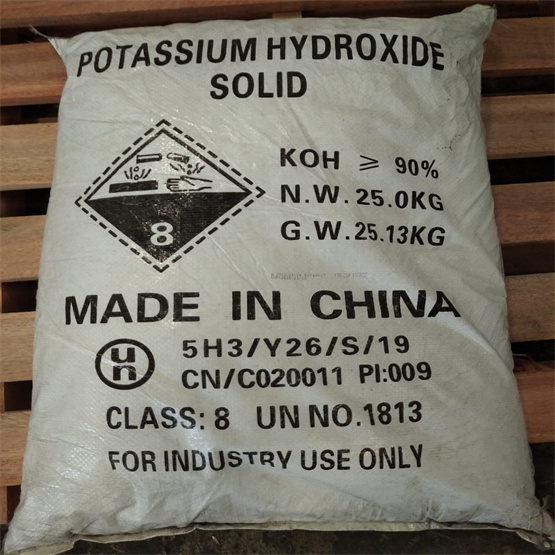 POTASSIUM HYDROXIDE
SOLID
KOH ≥ 90%
N.W. 25.0KG
8
G.W. 25.13KG
MADE IN CHINA
un
5H3/Y26/S/19
CN/C020011 PI:009
CLASS: 8 UN NO.1813
FOR INDUSTRY USE ONLY